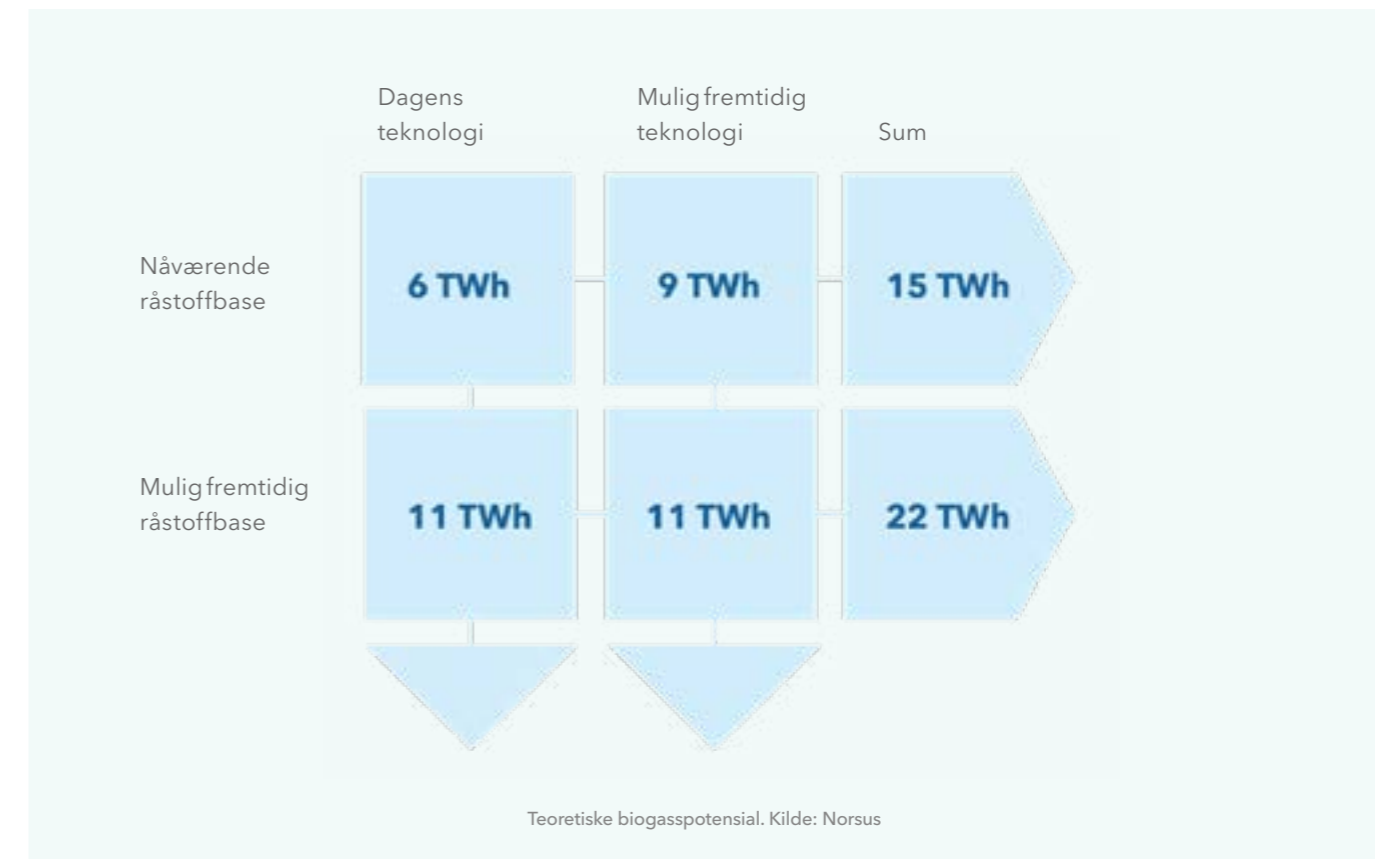 Dagens
teknologi
Mulig fremtidig
teknologi
Sum
Nåværende
råstoffbase
6 TWh
9 TWh
15 TWh
Mulig fremtidig
råstoffbase
11 TWh
11 TWh
22 TWh
Teoretiske biogasspotensial. Kilde: Norsus